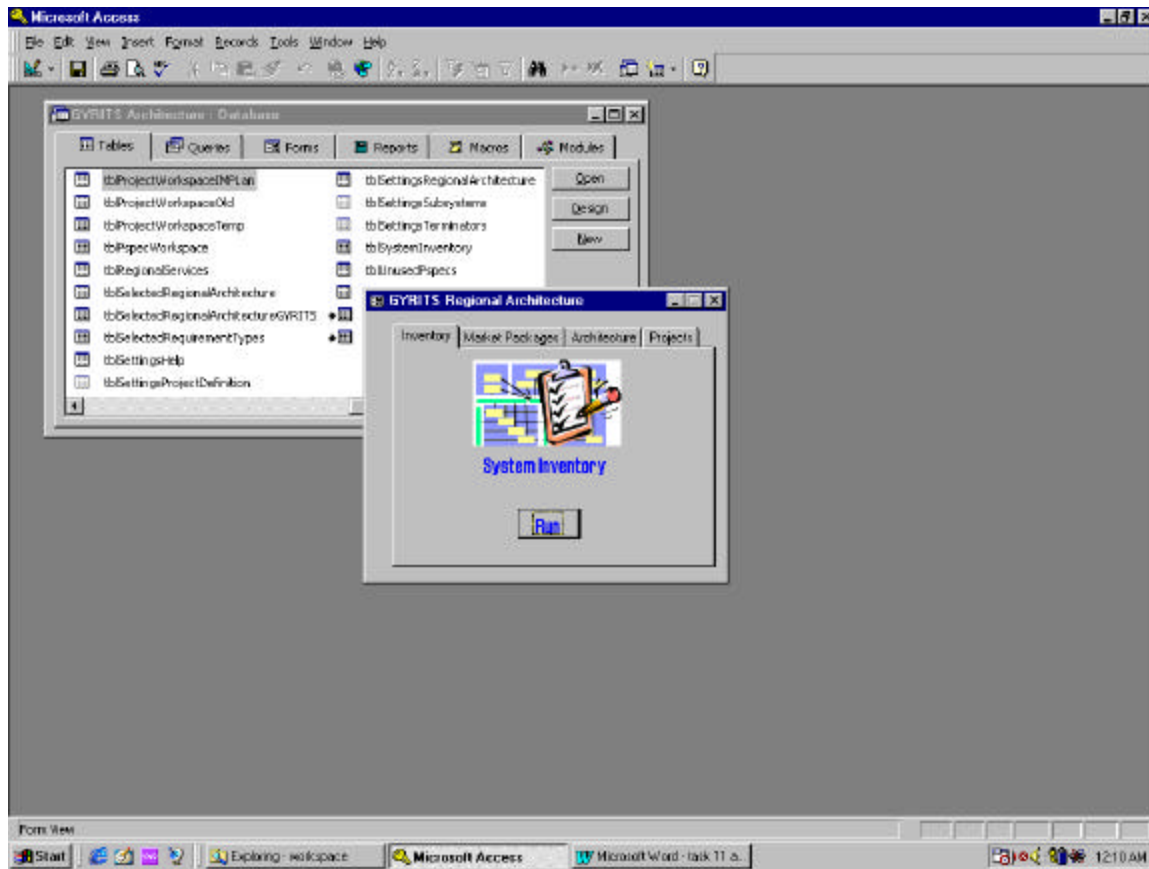 Microsoft Access
File Edit View Insert Format Records Tools Window Help
GYRITS Architecture : Database
Tables Queries Forms Reports Macros Modules
tblProjectWorkspaceIMPLan tblSettingsRegionalArchitecture Open
tblProjectWorkspaceOld tblSettingsSubsystems Design
tblProjectWorkspaceTemp tblSettingsTerminators
tblPspecWorkspace tblSystemInventory New
tblRegionalServices tblUnusedPspecs
tblSelectedRegionalArchitecture
tblSelectedRegionalArchitectureGYRITS
tblSelectedRequirementTypes
tblSettingsHelp
tblSettingsProjectDefinition
GYRITS Regional Architecture
Inventory Market Packages Architecture Projects
System Inventory
Run
Form View
Start Exploring - workspace Microsoft Access Microsoft Word - task 11 a... 12:10 AM